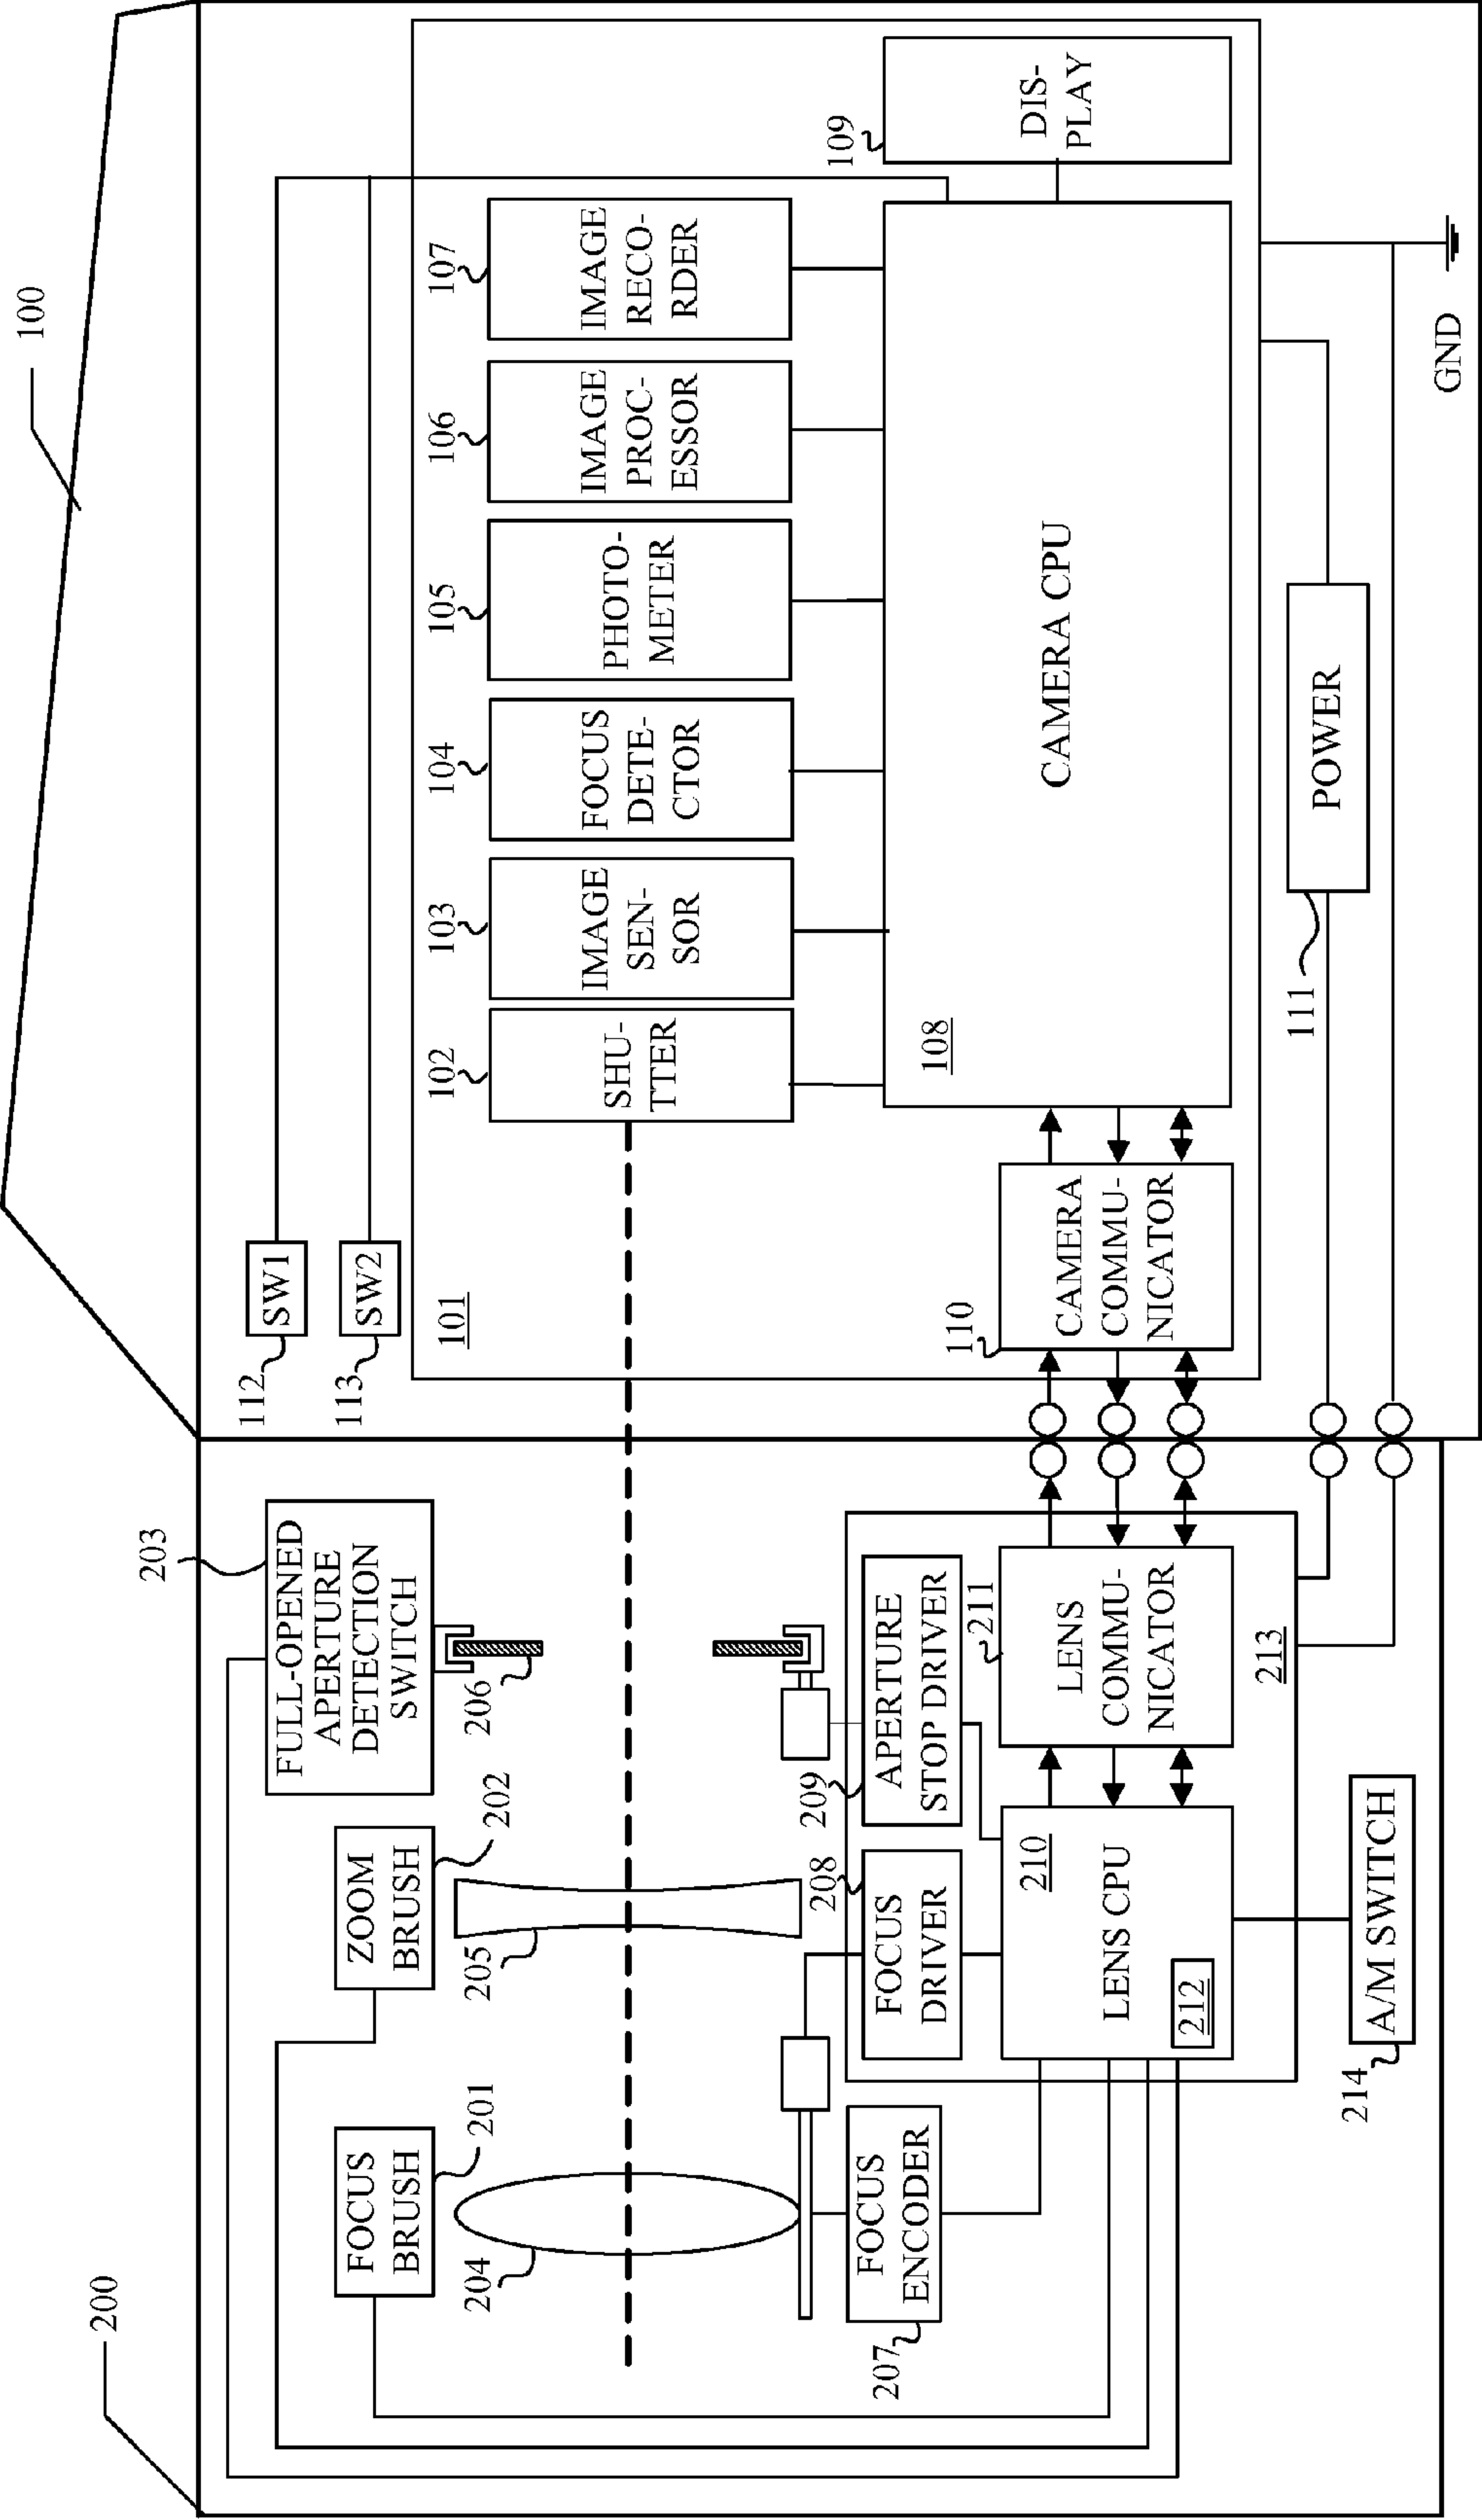 200
100
203
FULL-OPENED
APERTURE
DETECTION
SWITCH
112
SW1
113
SW2
FOCUS
BRUSH
201
ZOOM
BRUSH
202
101
204
205
206
102
SHU-
TTER
103
IMAGE
SEN-
SOR
104
FOCUS
DETE-
CTOR
105
PHOTO-
METER
106
IMAGE
PROC-
ESSOR
107
IMAGE
RECO-
RDER
207
FOCUS
ENCODER
208
FOCUS
DRIVER
209
APERTURE
STOP DRIVER
109
DIS-
PLAY
210
LENS CPU
212
211
LENS
COMMU-
NICATOR
213
110
CAMERA
COMMU-
NICATOR
108
CAMERA CPU
214
A/M SWITCH
111
POWER
GND